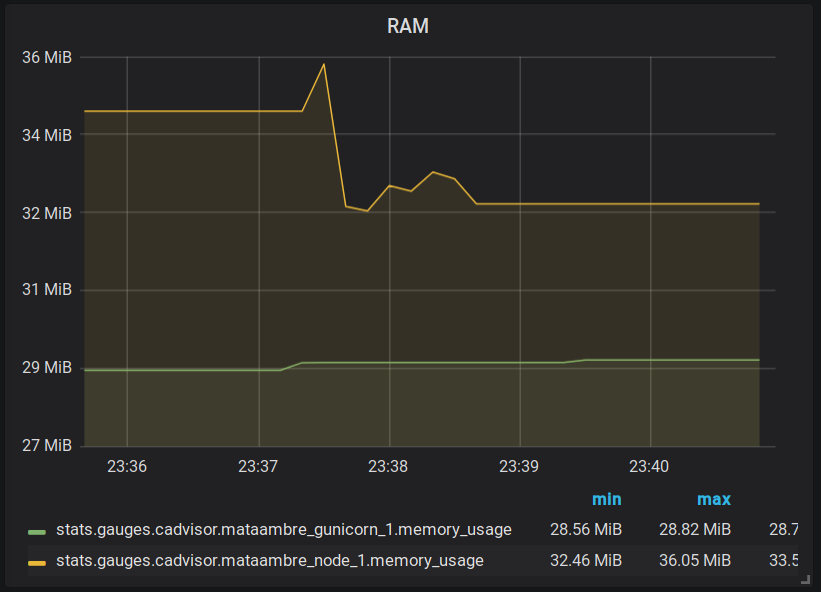 RAM
36 MiB
34 MiB
32 MiB
31 MiB
29 MiB
27 MiB
23:36 23:37 23:38 23:39 23:40
min max
stats.gauges.cadvisor.mataambre_gunicorn_1.memory_usage 28.56 MiB 28.82 MiB 28.7
stats.gauges.cadvisor.mataambre_node_1.memory_usage 32.46 MiB 36.05 MiB 33.5